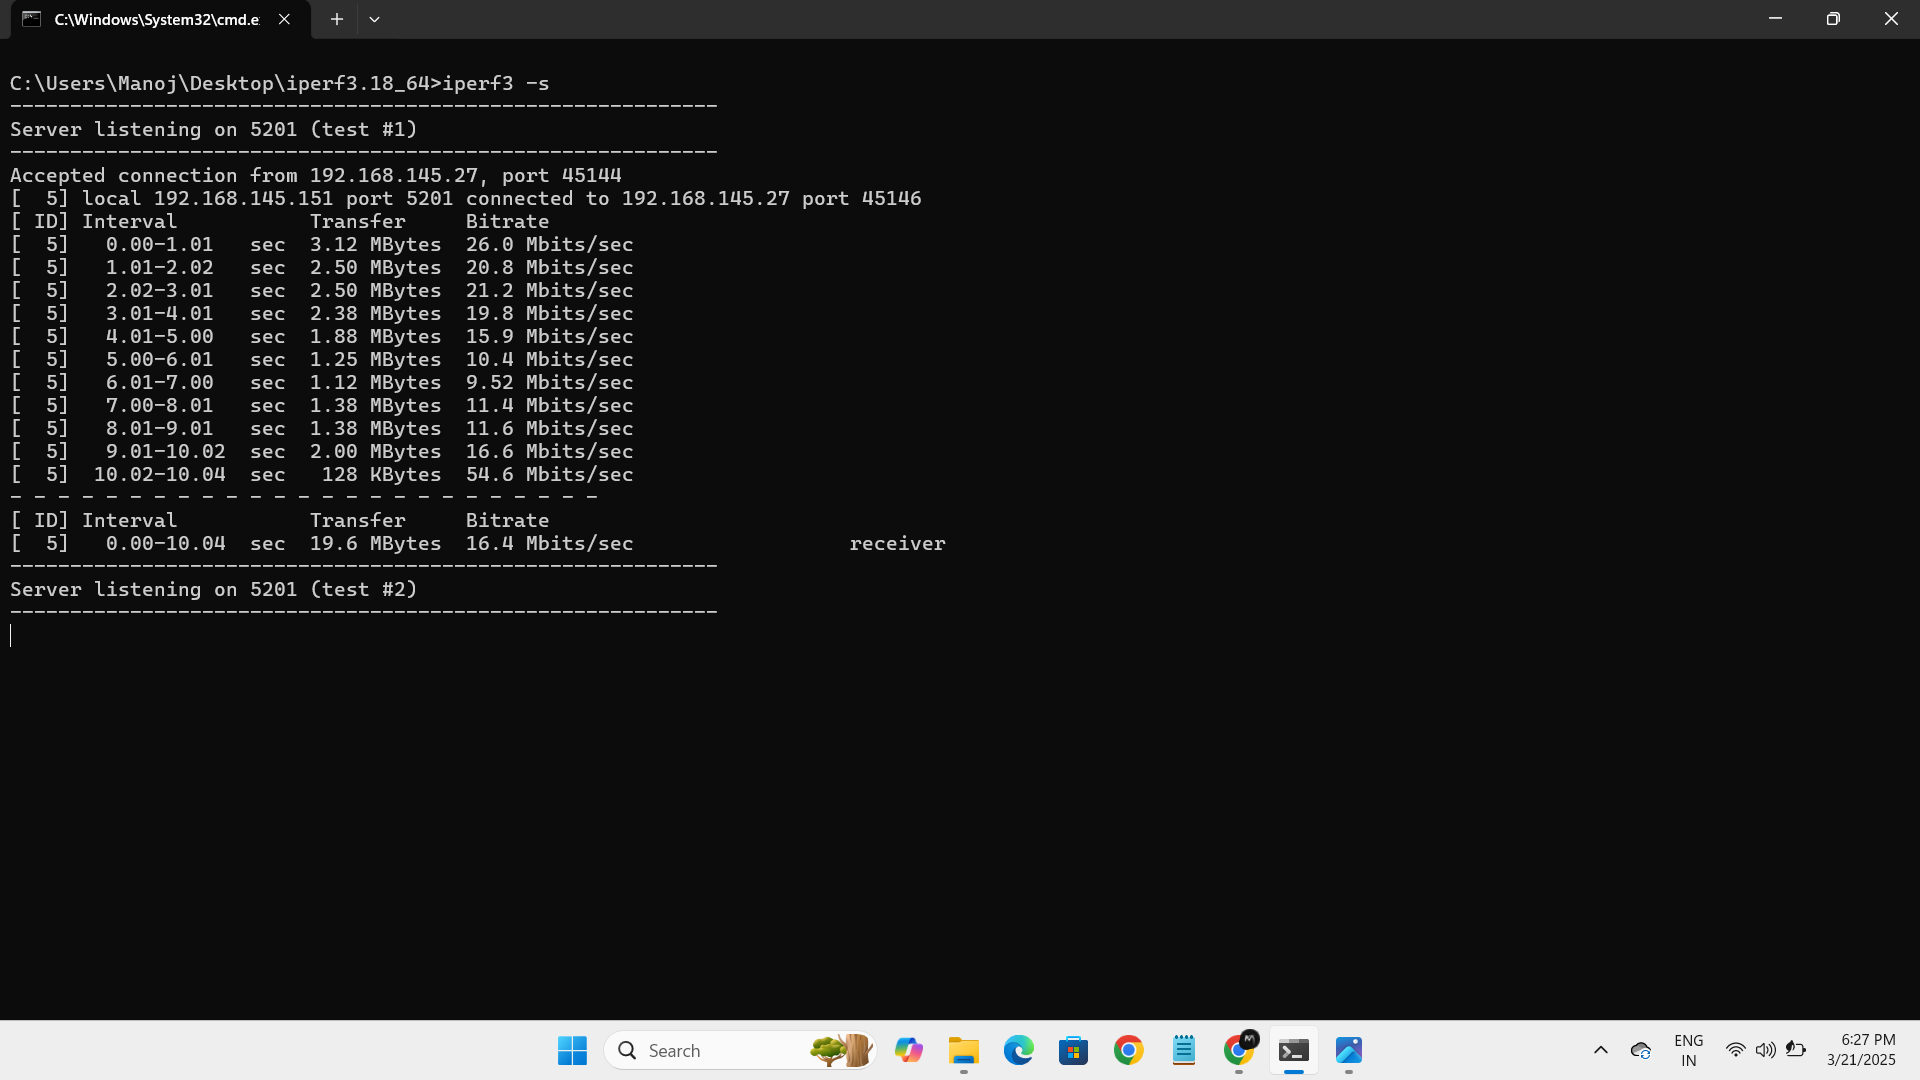 C:\Windows\System32\cmd.e
C:\Users\Manoj\Desktop\iperf3.18_64>iperf3 -s
-----------------------------------------------------------
Server listening on 5201 (test #1)
-----------------------------------------------------------
Accepted connection from 192.168.145.27, port 45144
[  5] local 192.168.145.151 port 5201 connected to 192.168.145.27 port 45146
[ ID] Interval           Transfer     Bitrate
[  5]   0.00-1.01   sec  3.12 MBytes  26.0 Mbits/sec
[  5]   1.01-2.02   sec  2.50 MBytes  20.8 Mbits/sec
[  5]   2.02-3.01   sec  2.50 MBytes  21.2 Mbits/sec
[  5]   3.01-4.01   sec  2.38 MBytes  19.8 Mbits/sec
[  5]   4.01-5.00   sec  1.88 MBytes  15.9 Mbits/sec
[  5]   5.00-6.01   sec  1.25 MBytes  10.4 Mbits/sec
[  5]   6.01-7.00   sec  1.12 MBytes  9.52 Mbits/sec
[  5]   7.00-8.01   sec  1.38 MBytes  11.4 Mbits/sec
[  5]   8.01-9.01   sec  1.38 MBytes  11.6 Mbits/sec
[  5]   9.01-10.02  sec  2.00 MBytes  16.6 Mbits/sec
[  5]  10.02-10.04  sec   128 KBytes  54.6 Mbits/sec
- - - - - - - - - - - - - - - - - - - - - - - - -
[ ID] Interval           Transfer     Bitrate
[  5]   0.00-10.04  sec  19.6 MBytes  16.4 Mbits/sec                  receiver
-----------------------------------------------------------
Server listening on 5201 (test #2)
-----------------------------------------------------------
Search
ENG
IN
6:27 PM
3/21/2025